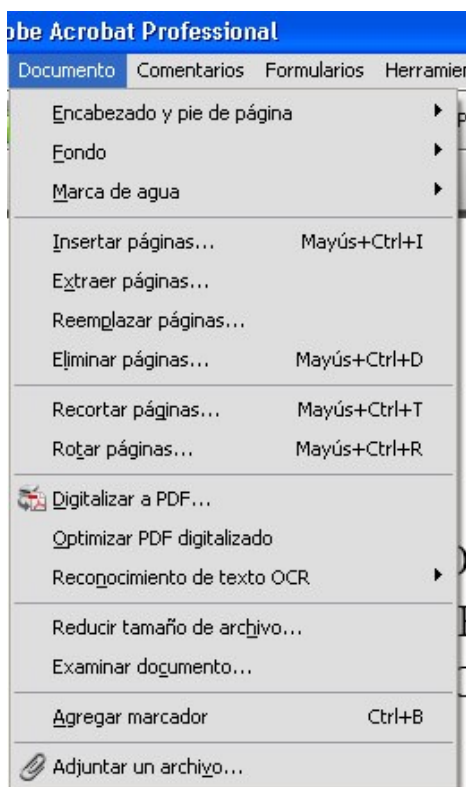 obe Acrobat Professional
Documento Comentarios Formularios Herramie
Encabezado y pie de página
Fondo
Marca de agua
Insertar páginas... Mayús+Ctrl+I
Extraer páginas...
Reemplazar páginas...
Eliminar páginas... Mayús+Ctrl+D
Recortar páginas... Mayús+Ctrl+T
Rotar páginas... Mayús+Ctrl+R
Digitalizar a PDF...
Optimizar PDF digitalizado
Reconocimiento de texto OCR
Reducir tamaño de archivo...
Examinar documento...
Agregar marcador Ctrl+B
Adjuntar un archivo...